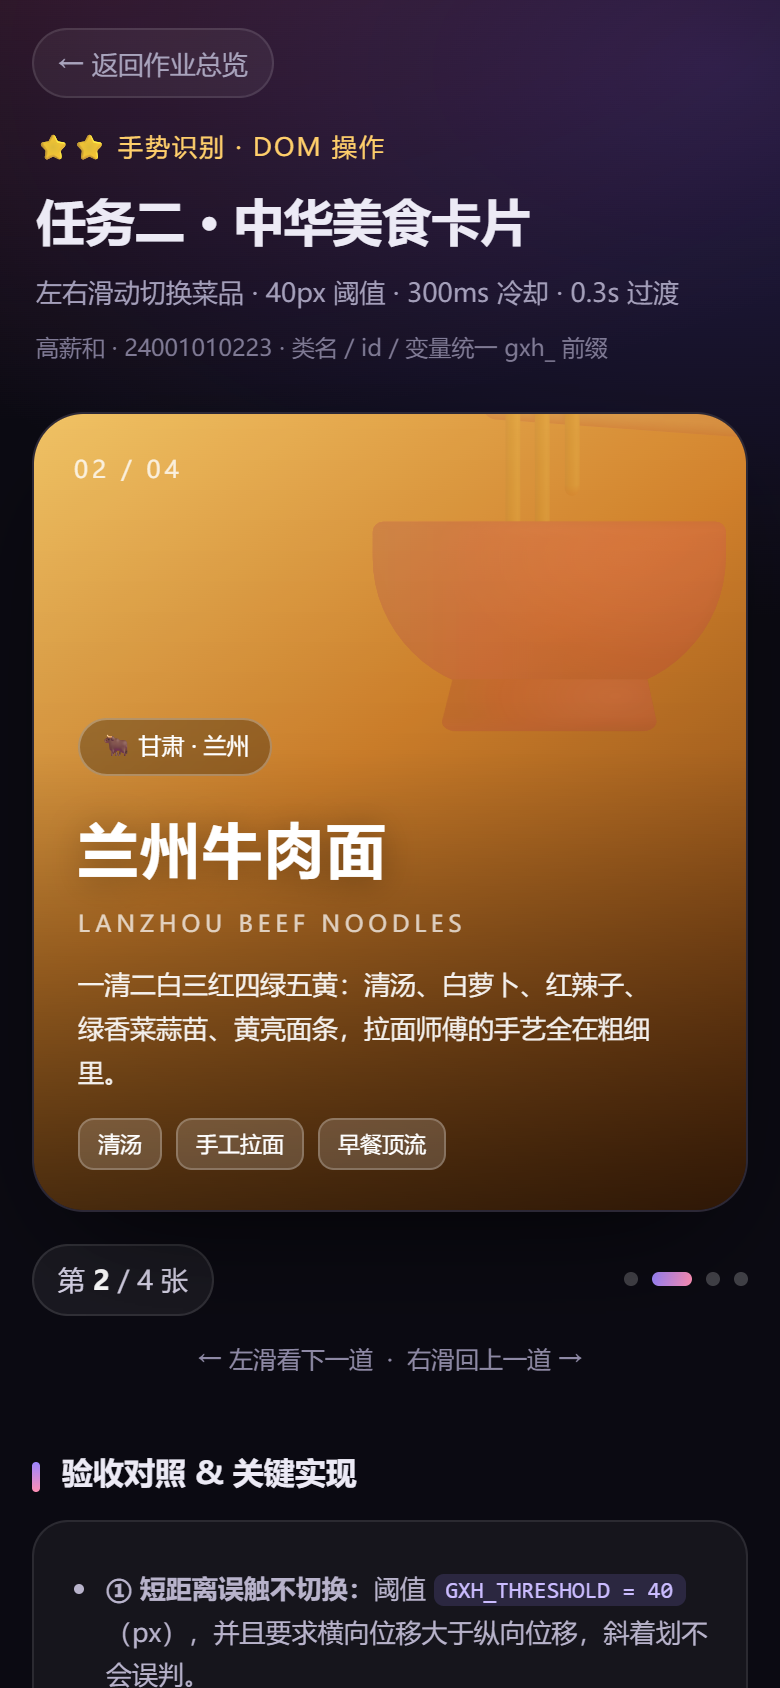 ← 返回作业总览
手势识别 · DOM 操作
任务二 · 中华美食卡片
左右滑动切换菜品 · 40px 阈值 · 300ms 冷却 · 0.3s 过渡
高薪和 · 24001010223 · 类名 / id / 变量统一 gxh_ 前缀
02 / 04
甘肃 · 兰州
兰州牛肉面
LANZHOU BEEF NOODLES
一清二白三红四绿五黄：清汤、白萝卜、红辣子、
绿香菜蒜苗、黄亮面条，拉面师傅的手艺全在粗细
里。
清汤 手工拉面 早餐顶流
第 2 / 4 张
← 左滑看下一道 · 右滑回上一道 →
验收对照 & 关键实现
• ① 短距离误触不切换：阈值 GXH_THRESHOLD = 40
（px），并且要求横向位移大于纵向位移，斜着划不
会误判。